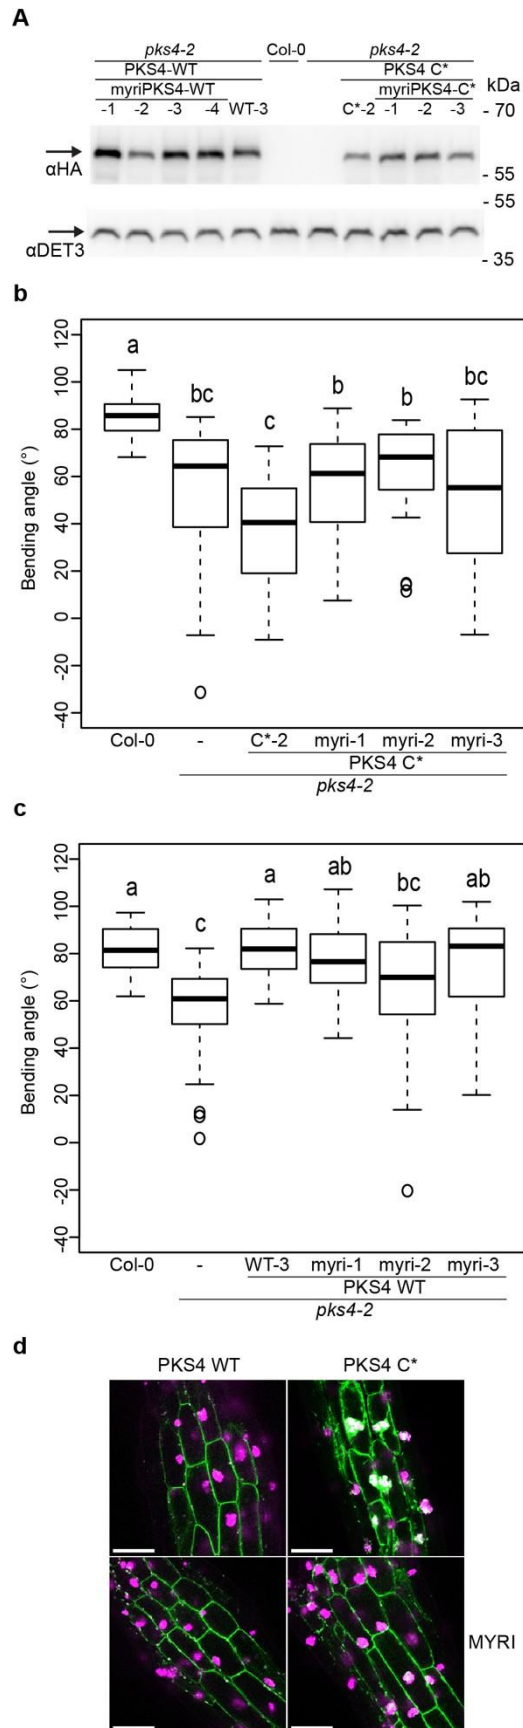 A
pks4-2 Col-0 pks4-2
PKS4-WT PKS4 C*
myriPKS4-WT myriPKS4-C* kDa
-1 -2 -3 -4 WT-3 C*-2 -1 -2 -3 - 70
αHA
- 55
- 55
αDET3
- 35
b
120
100
80
60
40
20
0
-20
-40
Bending angle (°)
a bc c b b bc
Col-0 - C*-2 myri-1 myri-2 myri-3
PKS4 C*
pks4-2
c
120
100
80
60
40
20
0
-20
-40
Bending angle (°)
a c a ab bc ab
Col-0 - WT-3 myri-1 myri-2 myri-3
PKS4 WT
pks4-2
d
PKS4 WT PKS4 C*
MYRI